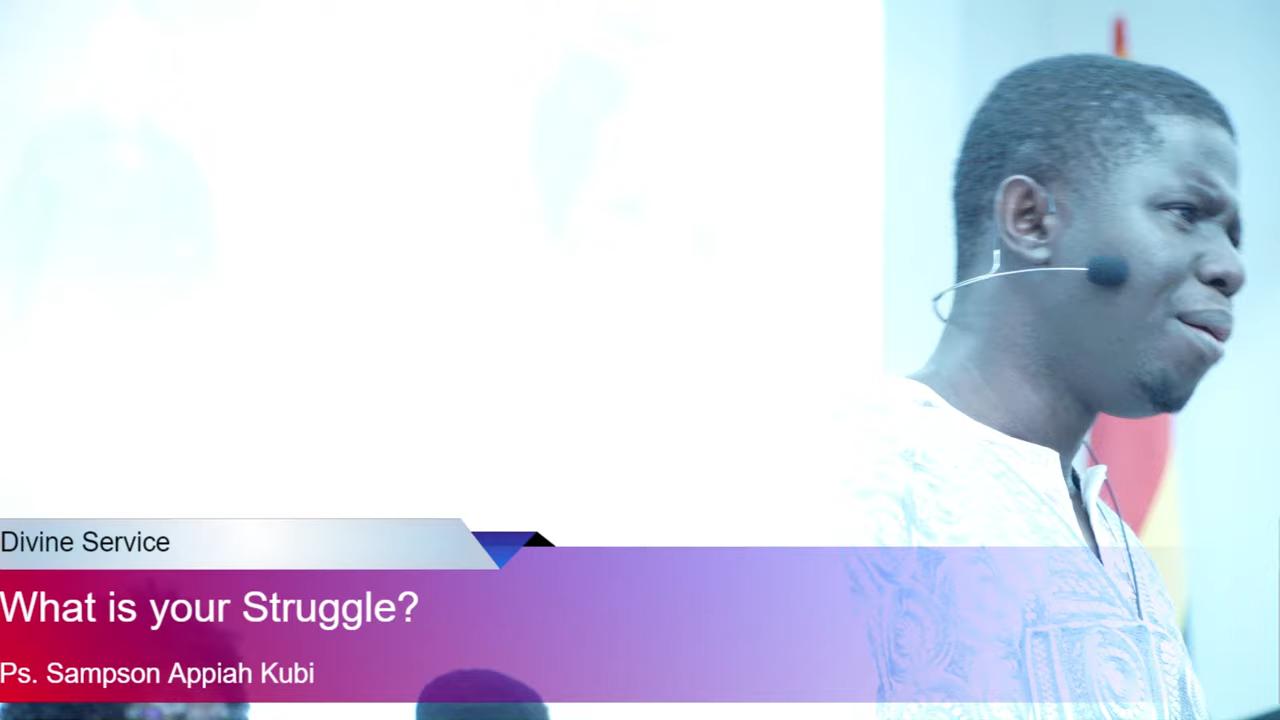 Divine Service
What is your Struggle?
Ps. Sampson Appiah Kubi